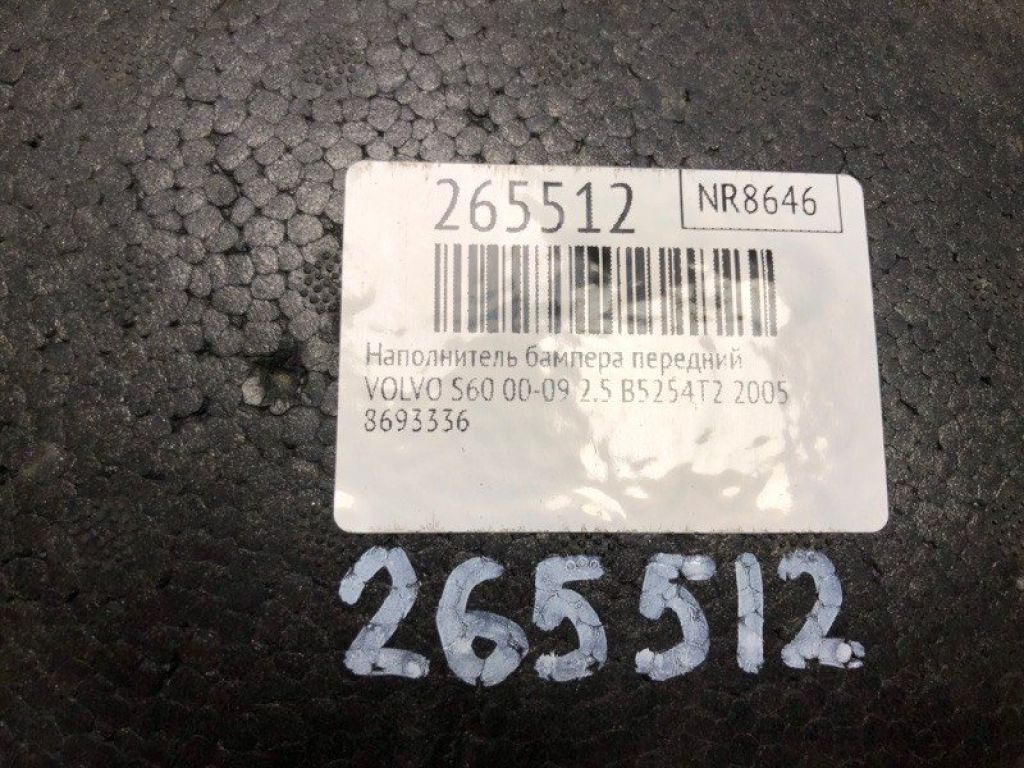 265512
NR8646
Наполнитель бампера передний
VOLVO S60 00-09 2.5 B5254T2 2005
8693336
265512